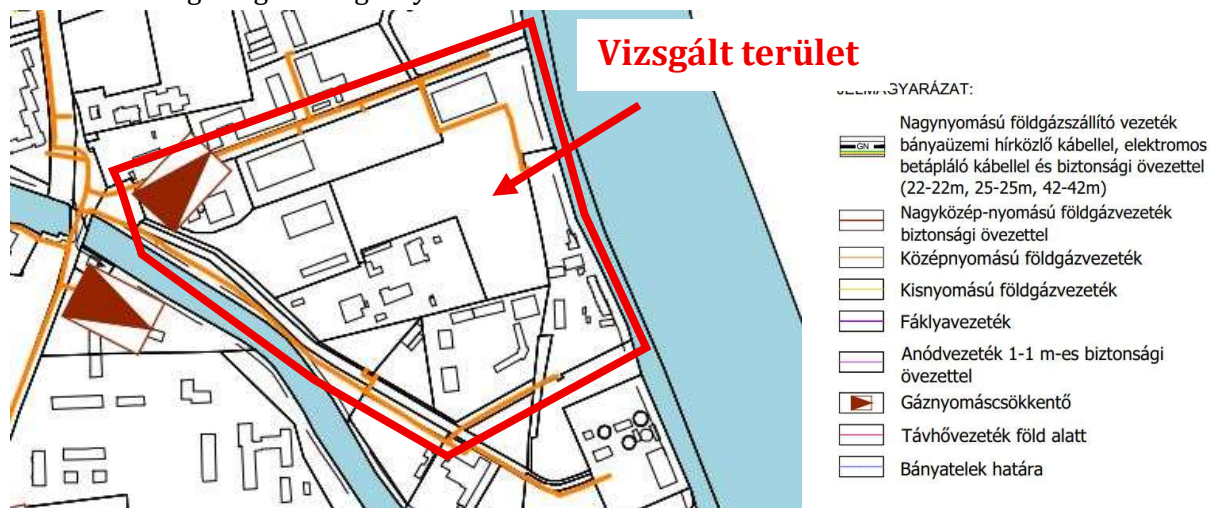 Vizsgált terület
JELMAGYARÁZAT:
GN
Nagynyomású földgázszállító vezeték
bányaüzemi hírközlő kábellel, elektromos
betápláló kábellel és biztonsági övezettel
(22-22m, 25-25m, 42-42m)
Nagyközép-nyomású földgázvezeték
biztonsági övezettel
Középnyomású földgázvezeték
Kisnyomású földgázvezeték
Fáklyavezeték
Anódvezeték 1-1 m-es biztonsági
övezettel
Gáznyomáscsökkentő
Távhővezeték föld alatt
Bányatelek határa